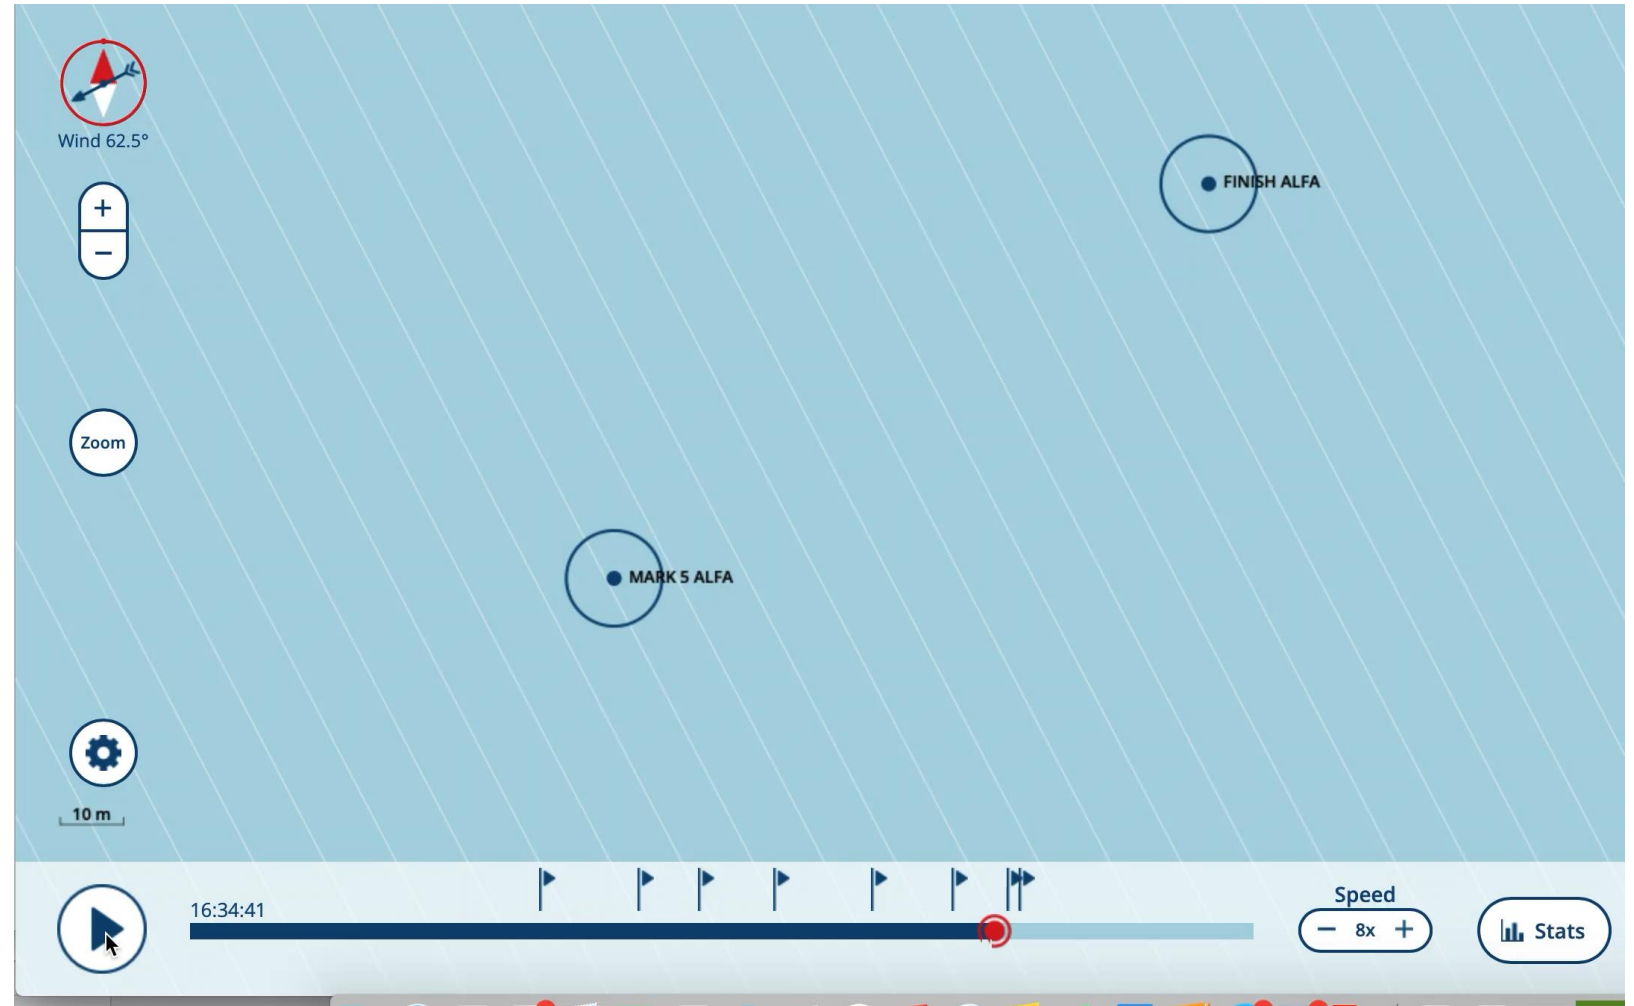 Wind 62.5°
+
−
FINISH ALFA
Zoom
MARK 5 ALFA
10 m
16:34:41
Speed
− 8x +
Stats